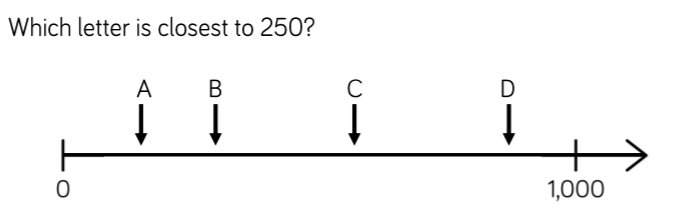 Which letter is closest to 250?
A B C D
0 1,000